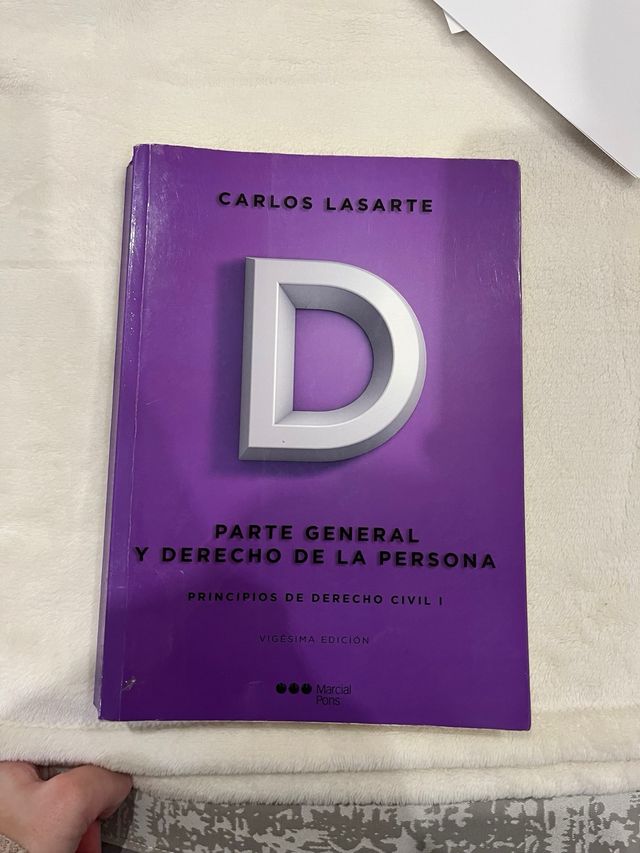 CARLOS LASARTE
D
PARTE GENERAL
Y DERECHO DE LA PERSONA
PRINCIPIOS DE DERECHO CIVIL I
VIGÉSIMA EDICIÓN
Marcial
Pons